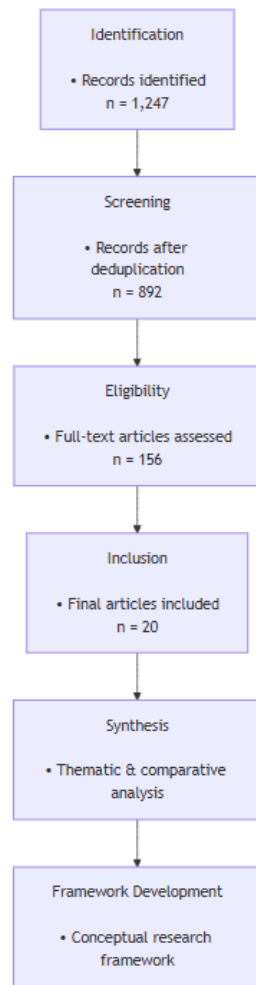 Identification
• Records identified
n = 1,247
Screening
• Records after
deduplication
n = 892
Eligibility
• Full-text articles assessed
n = 156
Inclusion
• Final articles included
n = 20
Synthesis
• Thematic & comparative
analysis
Framework Development
• Conceptual research
framework